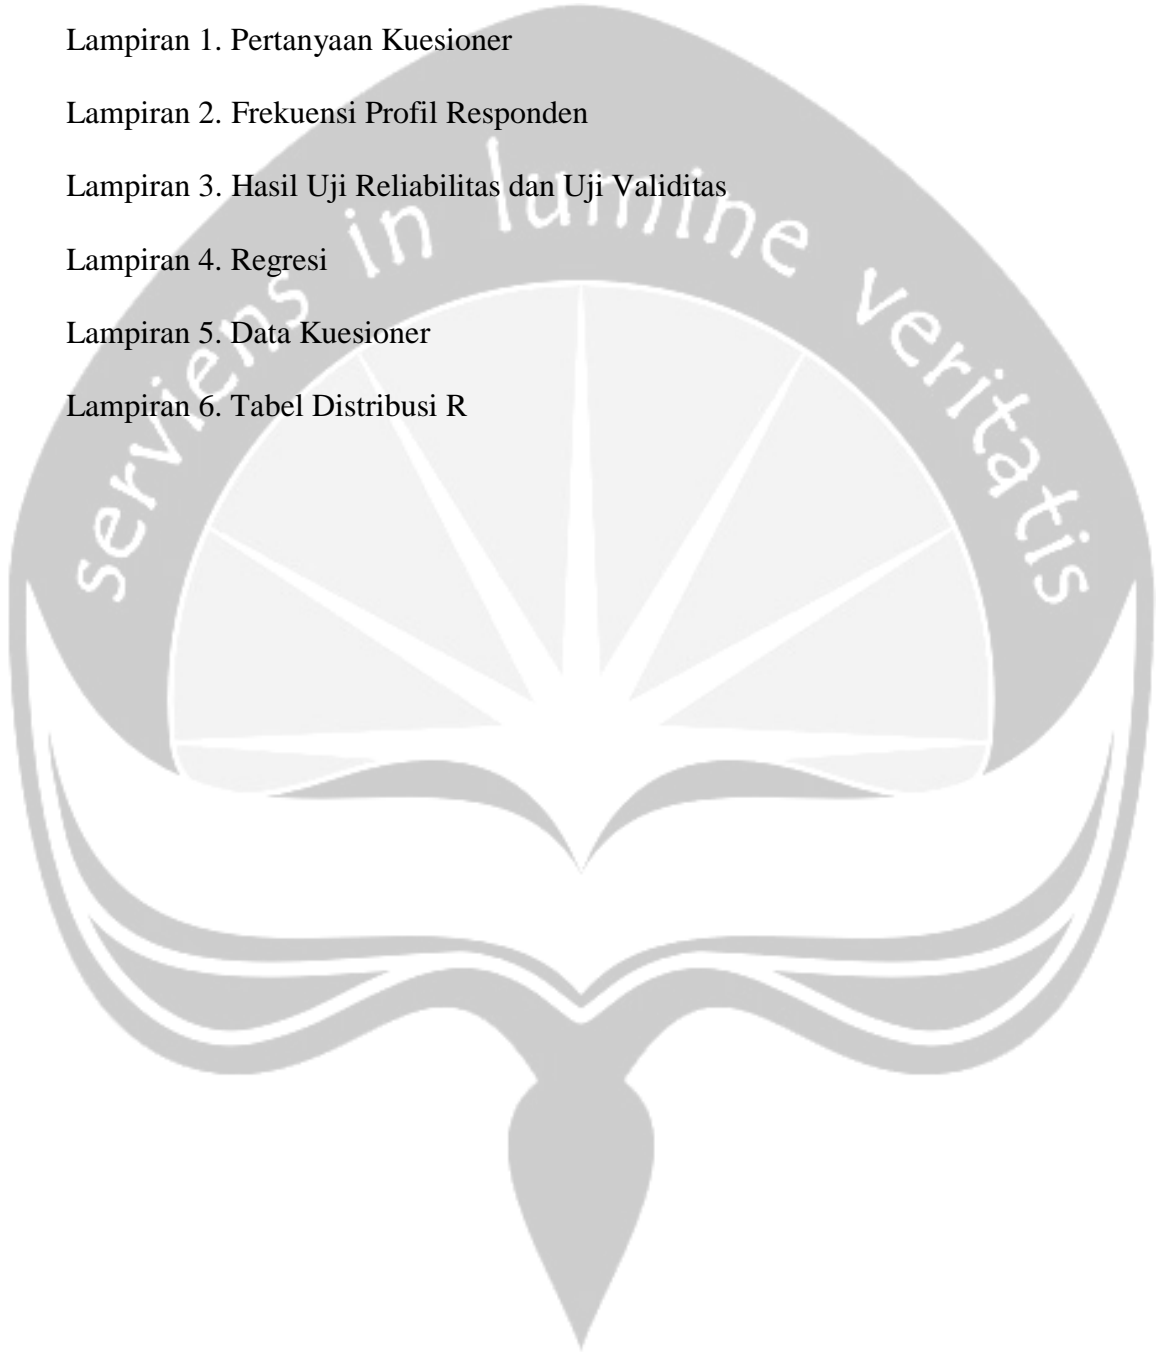 Lampiran 1. Pertanyaan Kuesioner
Lampiran 2. Frekuensi Profil Responden
Lampiran 3. Hasil Uji Reliabilitas dan Uji Validitas
Lampiran 4. Regresi
Lampiran 5. Data Kuesioner
Lampiran 6. Tabel Distribusi R
serviens in lumine veritatis